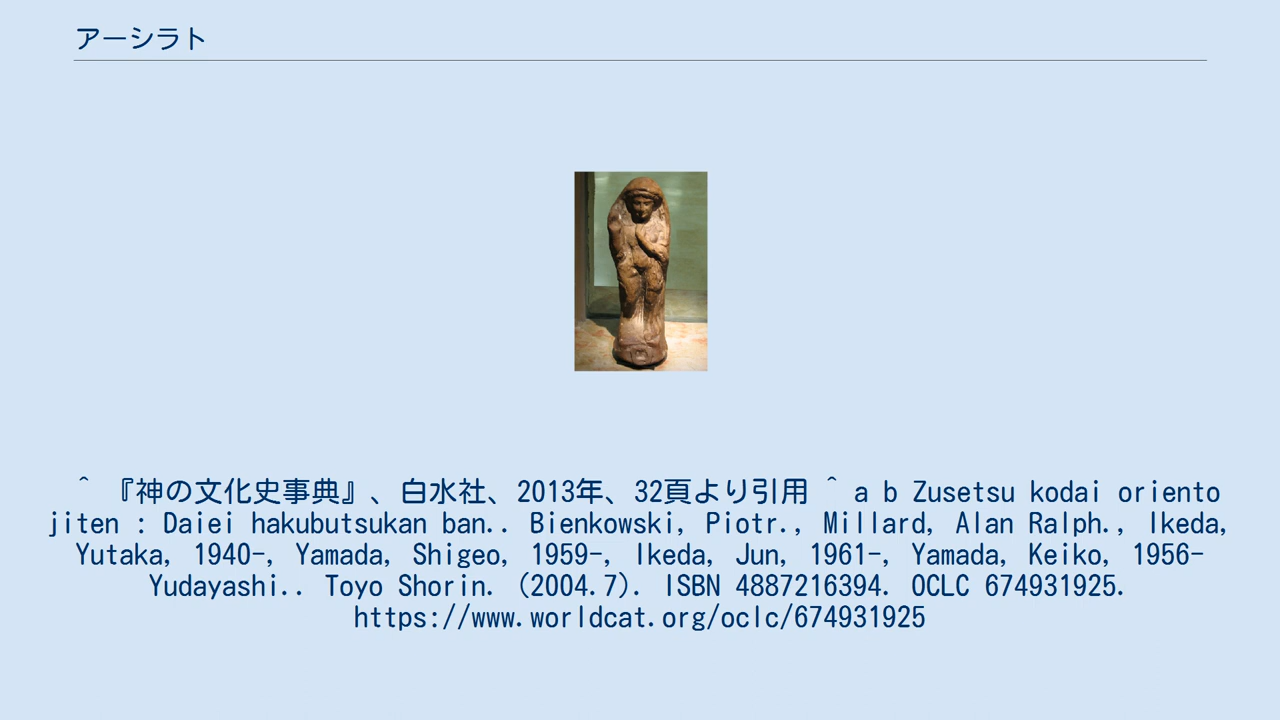 アーシラト
^ 『神の文化史事典』、白水社、2013年、32頁より引用 ^ a b Zusetsu kodai oriento
jiten : Daiei hakubutsukan ban.. Bienkowski, Piotr., Millard, Alan Ralph., Ikeda,
Yutaka, 1940-, Yamada, Shigeo, 1959-, Ikeda, Jun, 1961-, Yamada, Keiko, 1956-
Yudayashi.. Toyo Shorin. (2004.7). ISBN 4887216394. OCLC 674931925.
https://www.worldcat.org/oclc/674931925